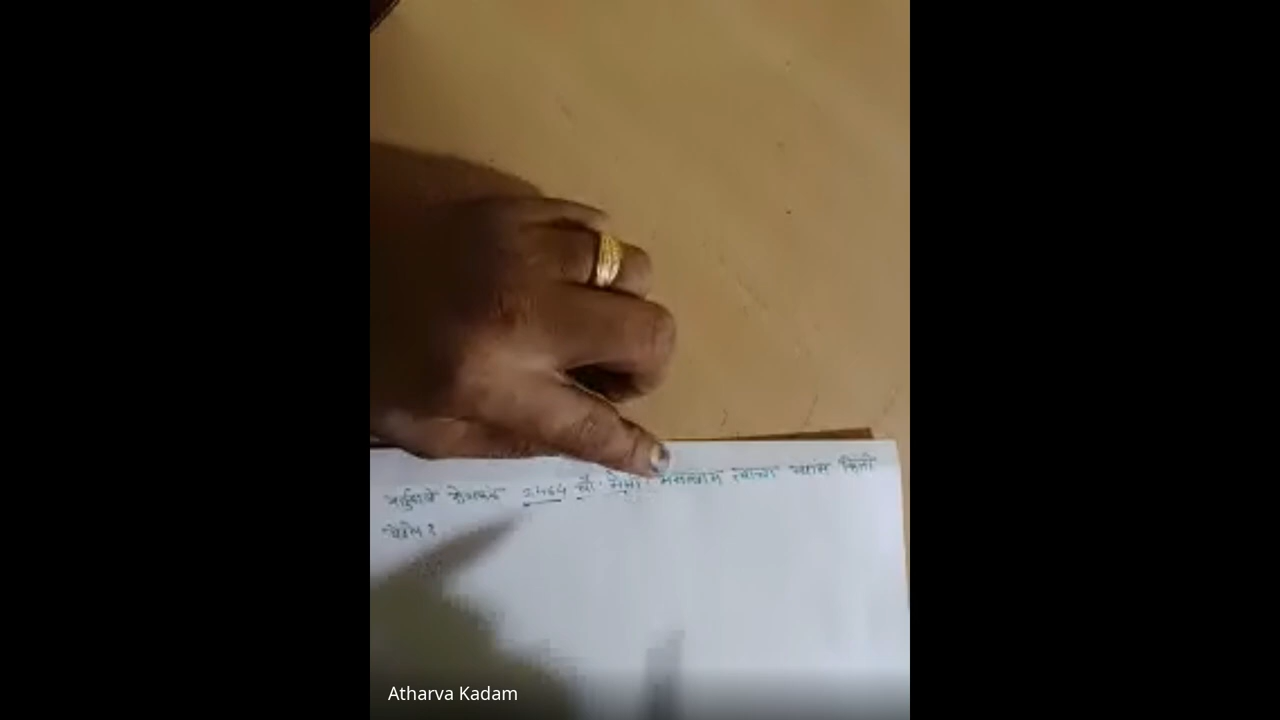 वर्तुळाचे क्षेत्रफळ 2464 चौ. सेमी. असल्यास त्याचा व्यास किती
येईल ?
Atharva Kadam